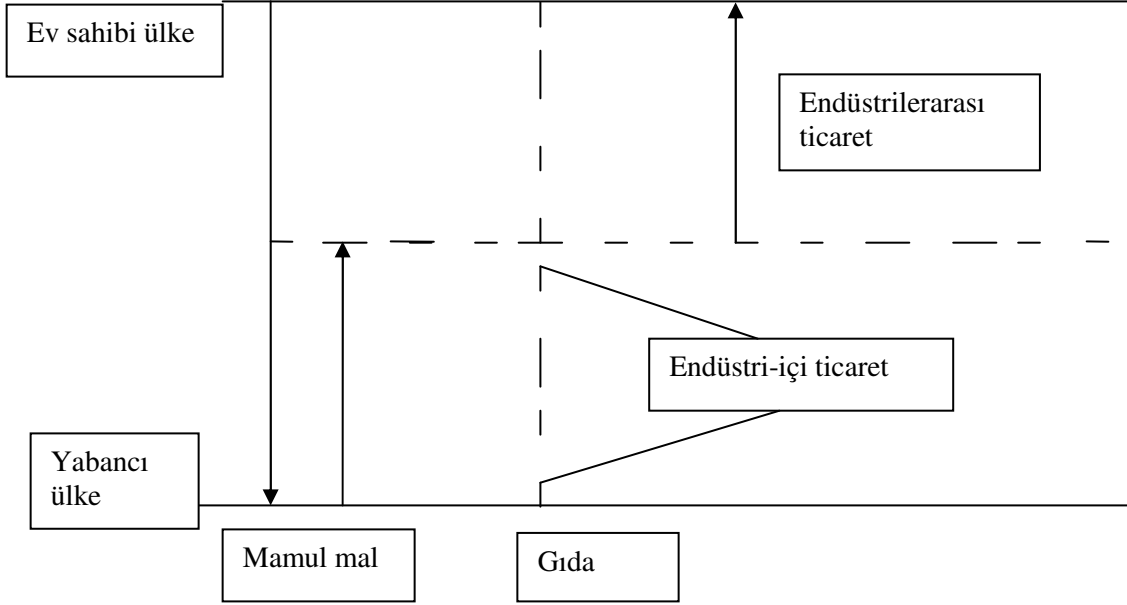 Ev sahibi ülke
Endüstrilerarası
ticaret
Endüstri-içi ticaret
Yabancı
ülke
Mamul mal
Gıda